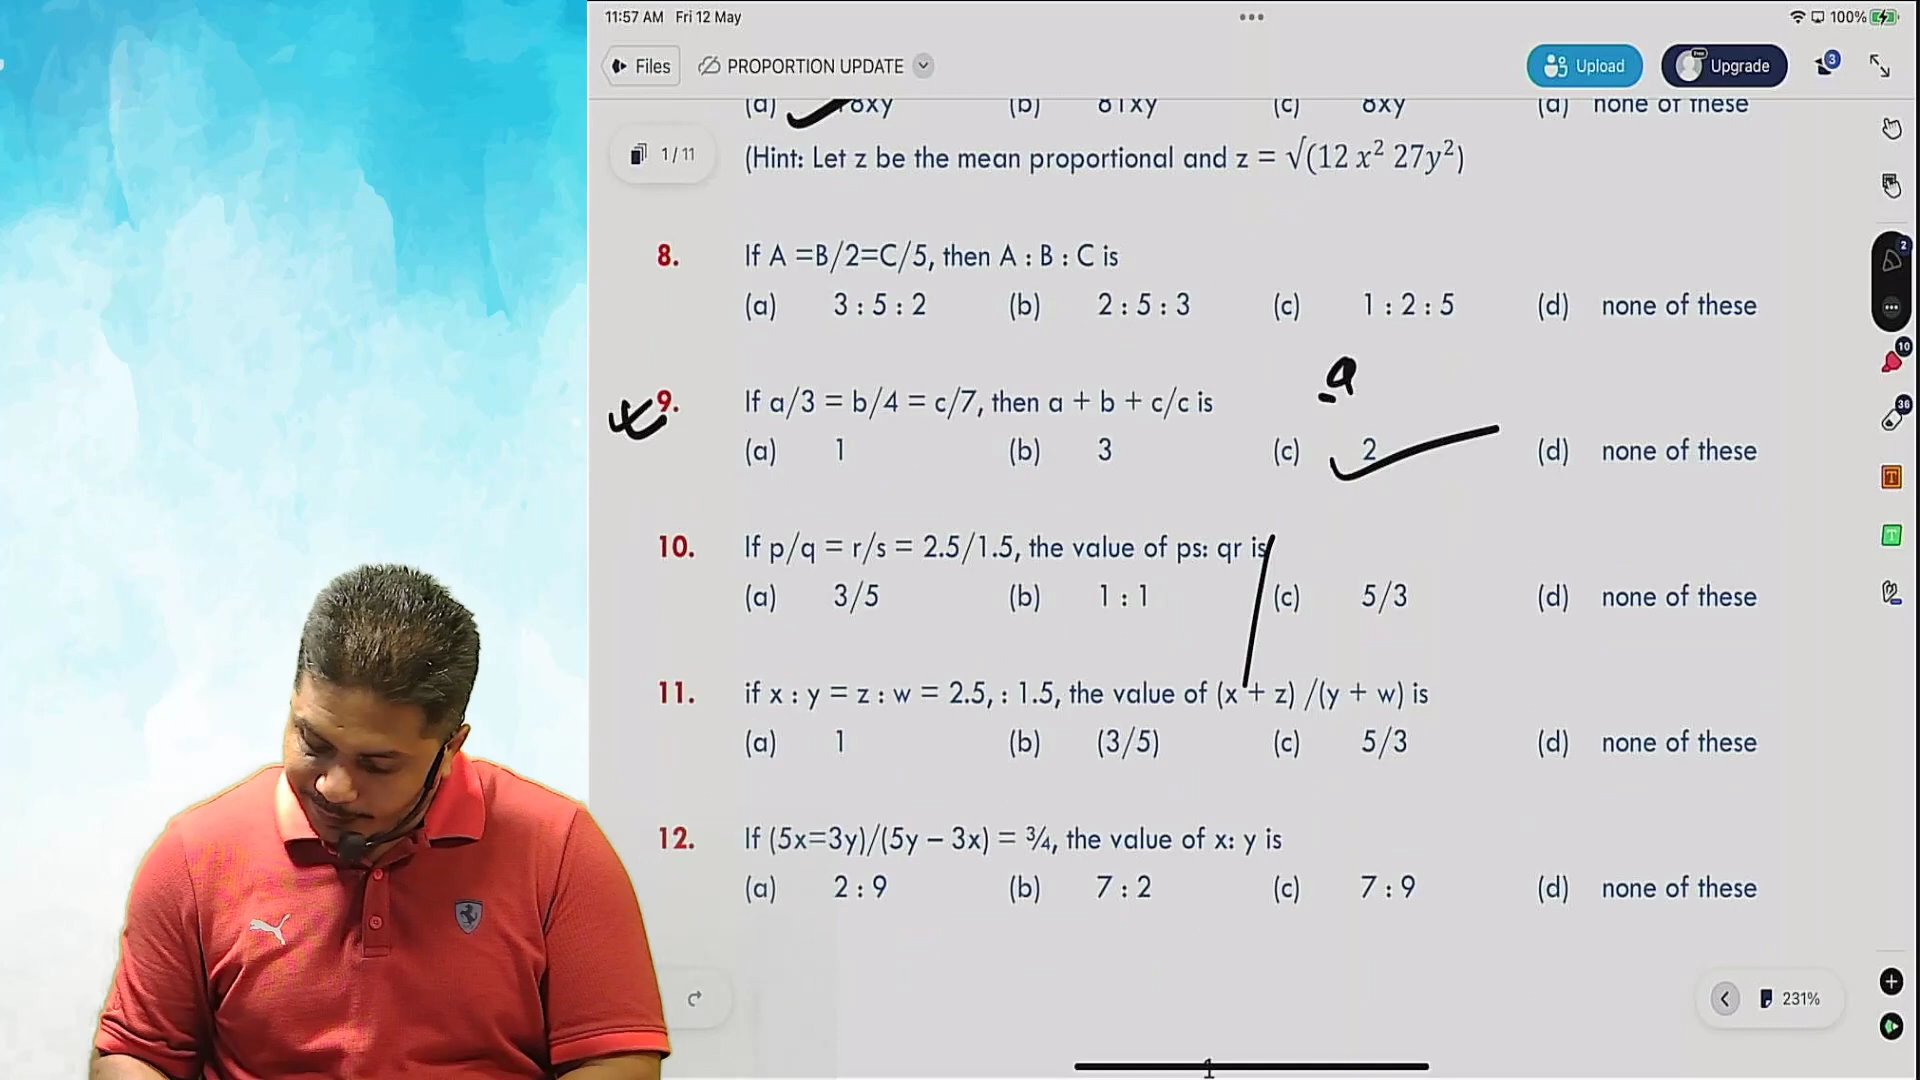 11:57 AM Fri 12 May
100%
Files
PROPORTION UPDATE
Upload
Upgrade
3
(b) 81xy (c) 8xy none of these
1 / 11
(Hint: Let z be the mean proportional and z = √(12 x² 27y²)
8. If A =B/2=C/5, then A : B : C is
(a) 3 : 5 : 2 (b) 2 : 5 : 3 (c) 1 : 2 : 5 (d) none of these
a
9. If a/3 = b/4 = c/7, then a + b + c/c is
(a) 1 (b) 3 (c) 2 (d) none of these
10. If p/q = r/s = 2.5/1.5, the value of ps: qr is
(a) 3/5 (b) 1 : 1 (c) 5/3 (d) none of these
11. if x : y = z : w = 2.5, : 1.5, the value of (x + z) /(y + w) is
(a) 1 (b) (3/5) (c) 5/3 (d) none of these
12. If (5x=3y)/(5y – 3x) = ¾, the value of x: y is
(a) 2 : 9 (b) 7 : 2 (c) 7 : 9 (d) none of these
2
10
36
T
T
231%
1